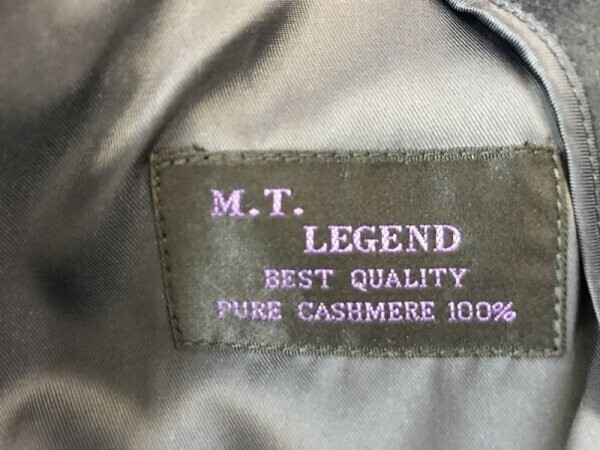 M.T.
LEGEND
BEST QUALITY
PURE CASHMERE 100%